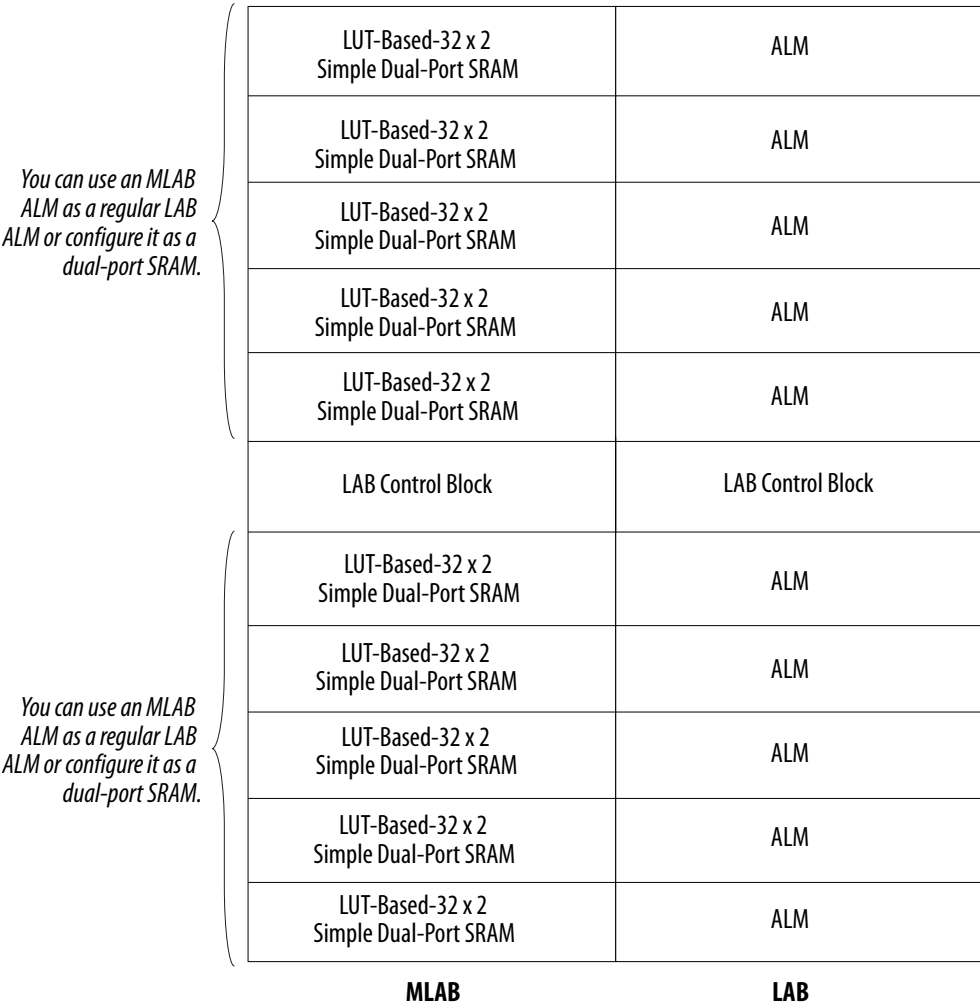 LUT-Based-32 x 2
Simple Dual-Port SRAM
ALM
LUT-Based-32 x 2
Simple Dual-Port SRAM
ALM
LUT-Based-32 x 2
Simple Dual-Port SRAM
ALM
LUT-Based-32 x 2
Simple Dual-Port SRAM
ALM
LUT-Based-32 x 2
Simple Dual-Port SRAM
ALM
You can use an MLAB
ALM as a regular LAB
ALM or configure it as a
dual-port SRAM.
LAB Control Block
LAB Control Block
LUT-Based-32 x 2
Simple Dual-Port SRAM
ALM
LUT-Based-32 x 2
Simple Dual-Port SRAM
ALM
LUT-Based-32 x 2
Simple Dual-Port SRAM
ALM
LUT-Based-32 x 2
Simple Dual-Port SRAM
ALM
LUT-Based-32 x 2
Simple Dual-Port SRAM
ALM
You can use an MLAB
ALM as a regular LAB
ALM or configure it as a
dual-port SRAM.
MLAB
LAB